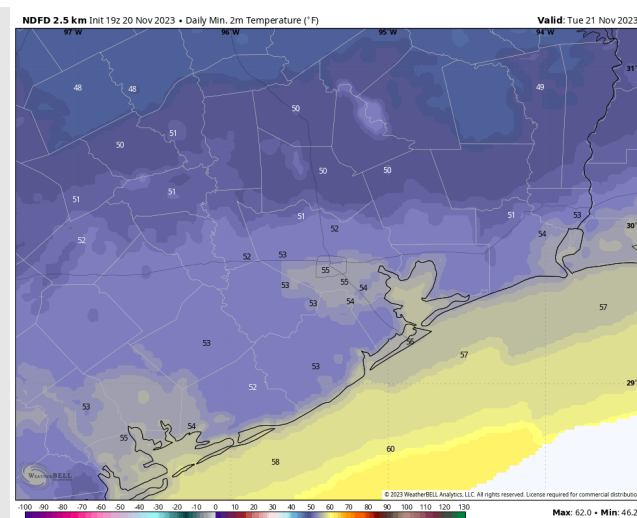 NDFD 2.5 km Init 19z 20 Nov 2023 • Daily Min. 2m Temperature (°F)
Valid: Tue 21 Nov 2023
97°W 96°W 95°W 94°W
31°
48 48 49
50
51
50
50 50
51
51 51 51 53
52 52 54 30°
52 53
55
53 55 54
53 54
57
56
53 57
53
52 29°
53
54
55
60
58
WEATHERBELL
© 2023 WeatherBELL Analytics, LLC. All rights reserved. License required for commercial distributio
-100 -90 -80 -70 -60 -50 -40 -30 -20 -10 0 10 20 30 40 50 60 70 80 90 100 110 120 130
Max: 62.0 • Min: 46.2